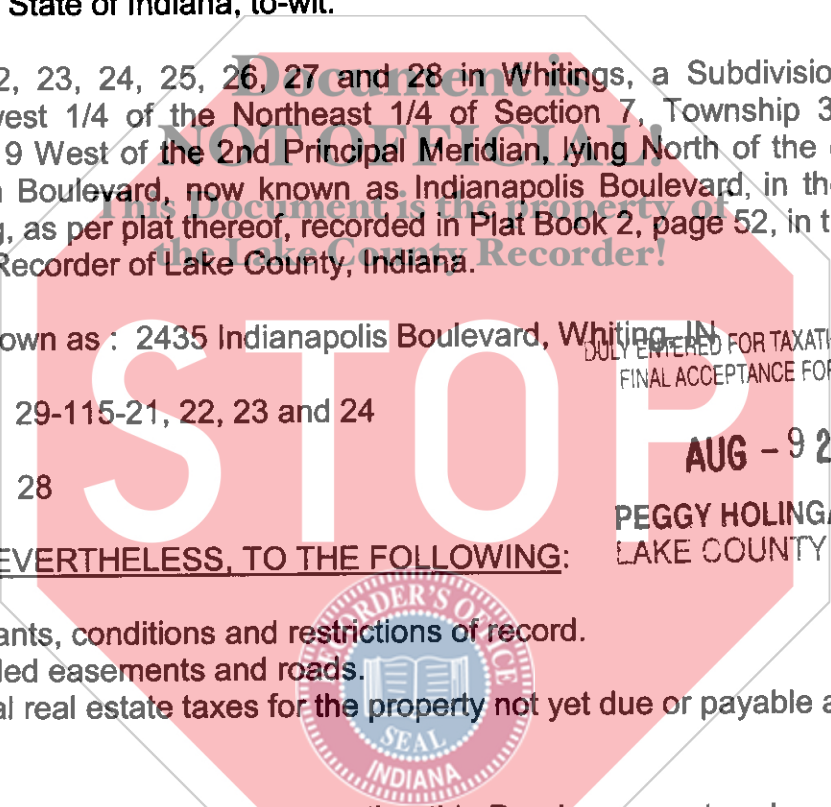 State of Indiana, to-wit:
2, 23, 24, 25, 26, 27 and 28 in Whitings, a Subdivisio
vest 1/4 of the Northeast 1/4 of Section 7, Township 3
9 West of the 2nd Principal Meridian, lying North of the
Boulevard, now known as Indianapolis Boulevard, in th
, as per plat thereof, recorded in Plat Book 2, page 52, in t
Recorder of Lake County, Indiana.
Document is
NOT OFFICIAL!
This Document is the property of
the Lake County Recorder!
own as : 2435 Indianapolis Boulevard, Whiting, IN
DULY ENTERED FOR TAXATI
FINAL ACCEPTANCE FOR
29-115-21, 22, 23 and 24
AUG - 9 2
28
PEGGY HOLINGA
LAKE COUNTY
STOP
EVERTHELESS, TO THE FOLLOWING:
ants, conditions and restrictions of record.
ded easements and roads.
al real estate taxes for the property not yet due or payable a
RECORDER'S OFFICE
SEAL
INDIANA